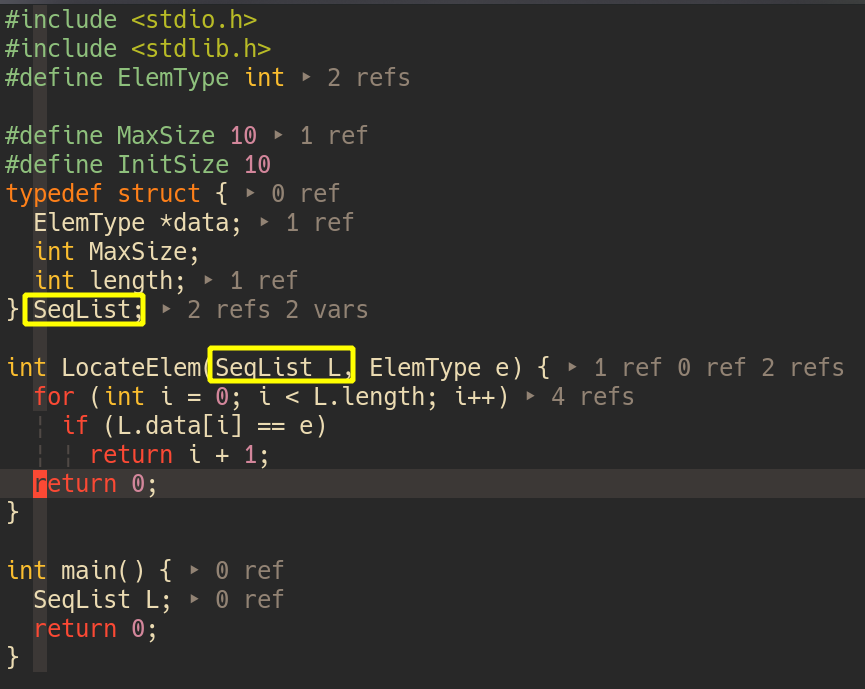 #include <stdio.h>
#include <stdlib.h>
#define ElemType int ‣ 2 refs
#define MaxSize 10 ‣ 1 ref
#define InitSize 10
typedef struct { ‣ 0 ref
ElemType *data; ‣ 1 ref
int MaxSize;
int length; ‣ 1 ref
} SeqList; ‣ 2 refs 2 vars
int LocateElem(SeqList L, ElemType e) { ‣ 1 ref 0 ref 2 refs
for (int i = 0; i < L.length; i++) ‣ 4 refs
if (L.data[i] == e)
return i + 1;
return 0;
}
int main() { ‣ 0 ref
SeqList L; ‣ 0 ref
return 0;
}